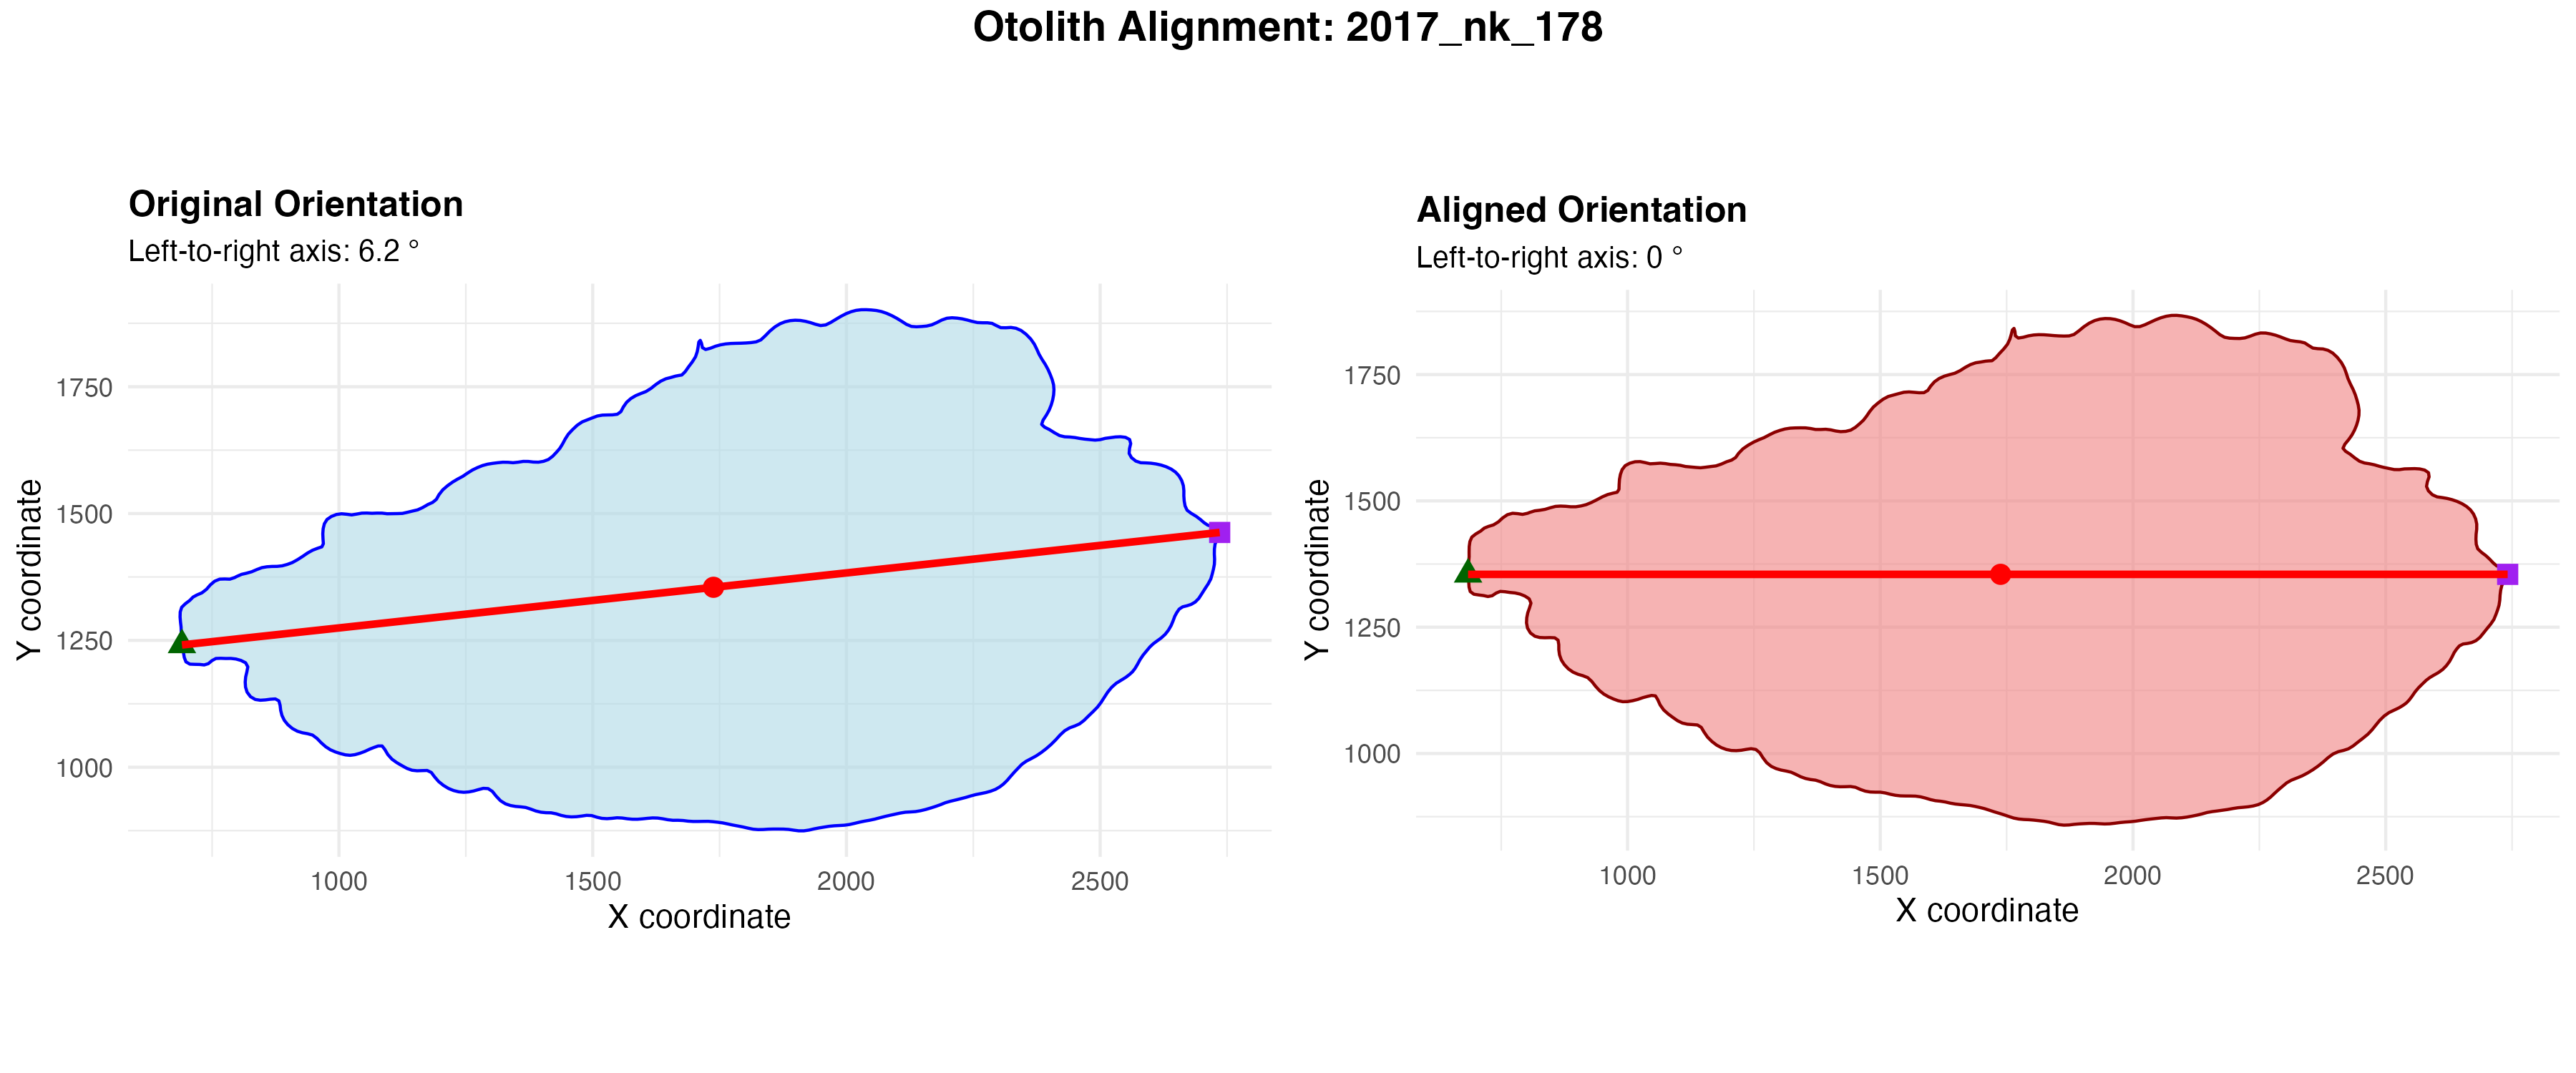 Otolith Alignment: 2017_nk_178
Original Orientation
Left-to-right axis: 6.2 °
Y coordinate
1750
1500
1250
1000
1000 1500 2000 2500
X coordinate
Aligned Orientation
Left-to-right axis: 0 °
Y coordinate
1750
1500
1250
1000
1000 1500 2000 2500
X coordinate